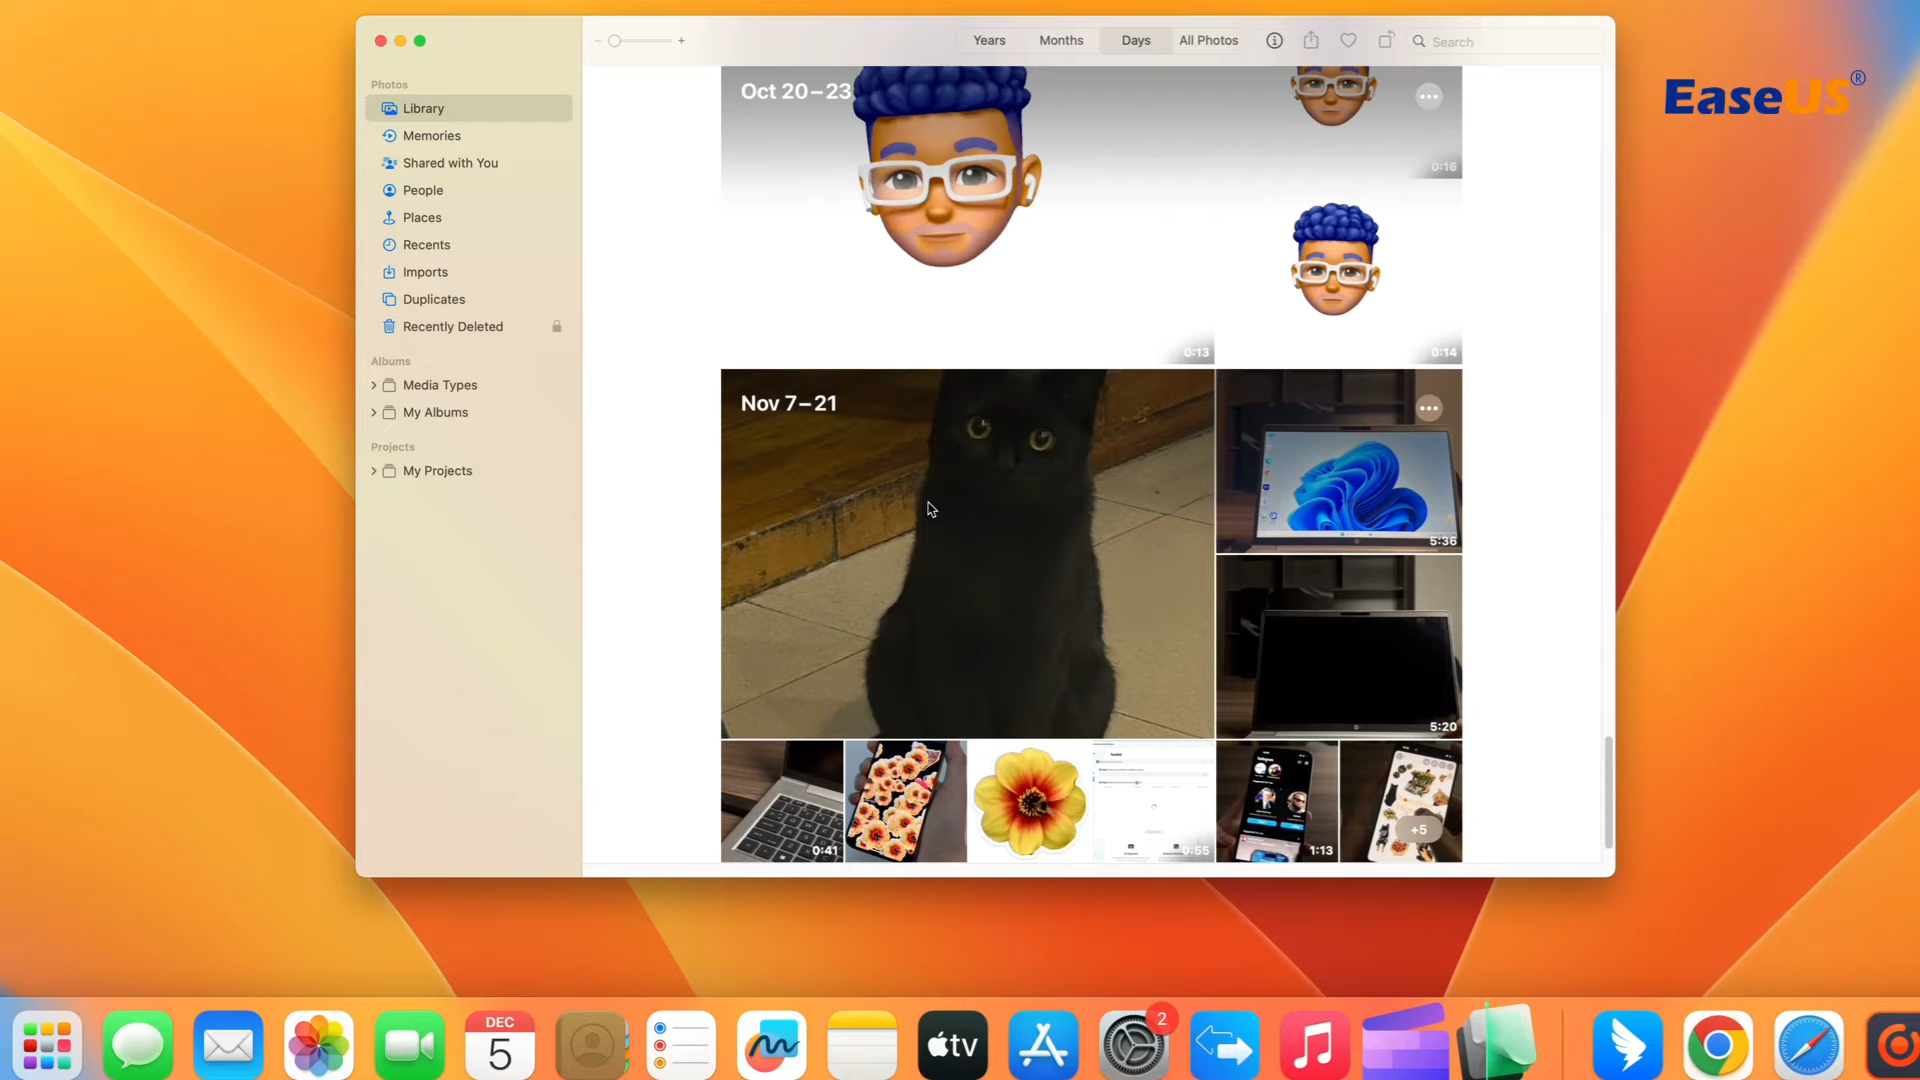 Years
Months
Days
All Photos
Search
EaseUS®
Photos
Library
Memories
Shared with You
People
Places
Recents
Imports
Duplicates
Recently Deleted
Albums
Media Types
My Albums
Projects
My Projects
Oct 20–23
0:16
0:13
0:14
Nov 7–21
5:36
5:20
0:41
0:55
1:13
+5
DEC
5
tv
2